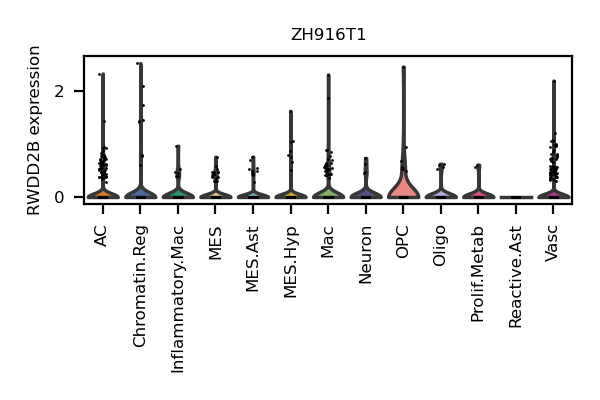 ZH916T1
RWDD2B expression
2
0
AC
Chromatin.Reg
Inflammatory.Mac
MES
MES.Ast
MES.Hyp
Mac
Neuron
OPC
Oligo
Prolif.Metab
Reactive.Ast
Vasc